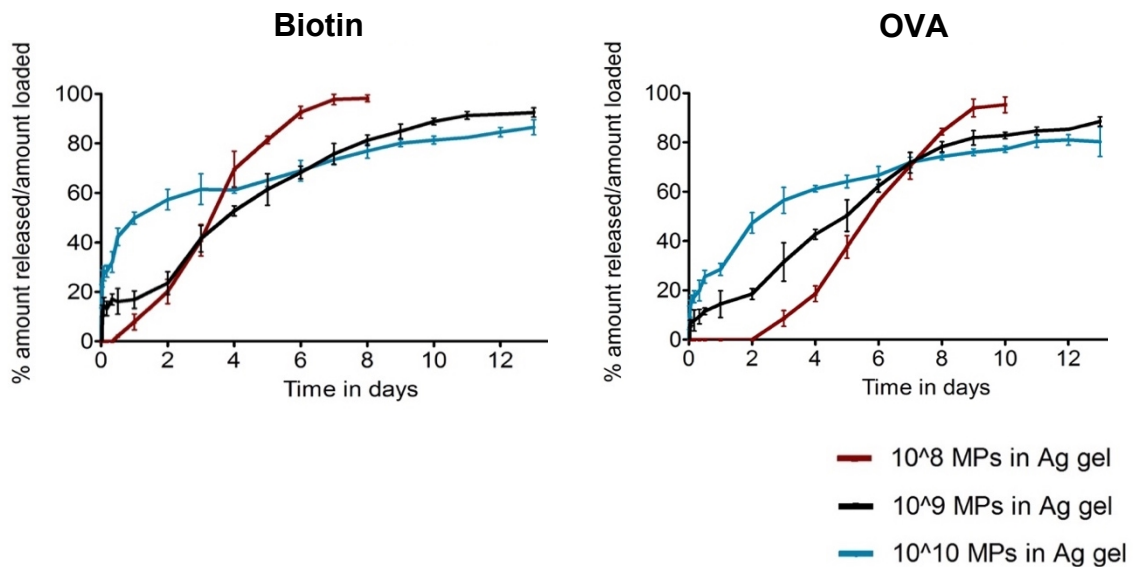 Biotin
% amount released/amount loaded
100
80
60
40
20
0
0 2 4 6 8 10 12
Time in days
OVA
% amount released/amount loaded
100
80
60
40
20
0
0 2 4 6 8 10 12
Time in days
10^8 MPs in Ag gel
10^9 MPs in Ag gel
10^10 MPs in Ag gel